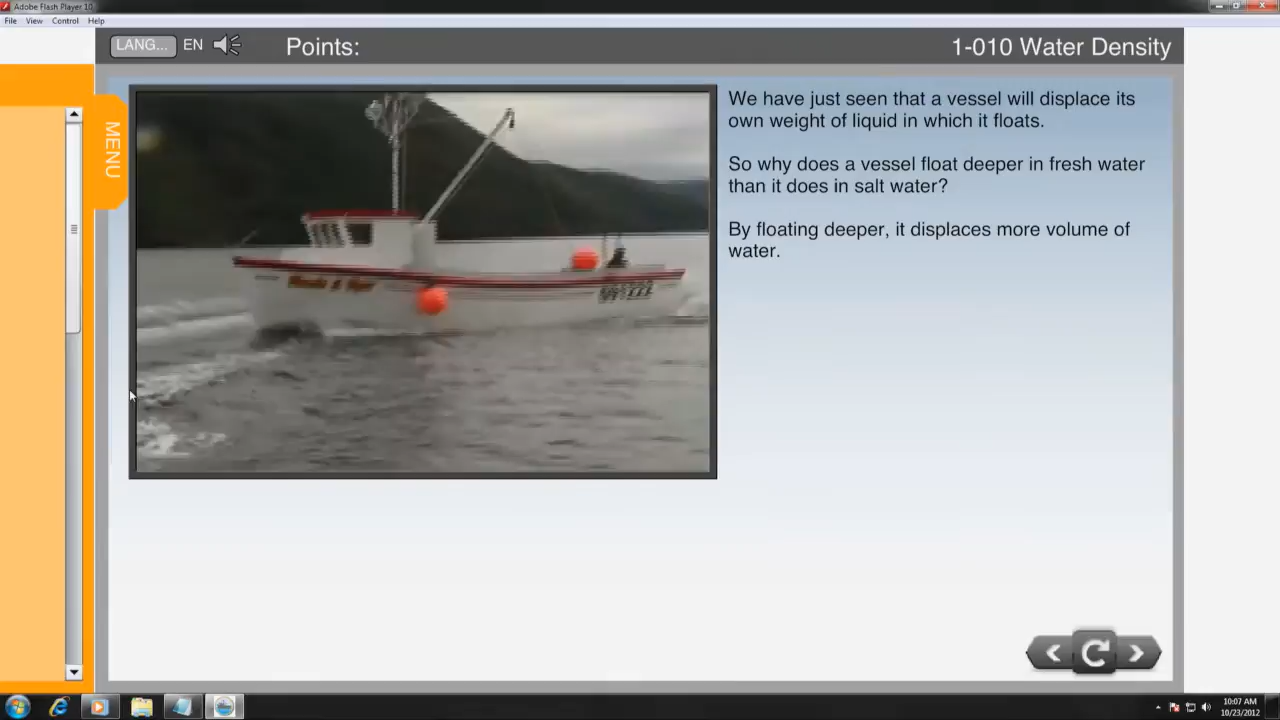 Adobe Flash Player 10
File View Control Help
LANG... EN Points: 1-010 Water Density
MENU
We have just seen that a vessel will displace its
own weight of liquid in which it floats.
So why does a vessel float deeper in fresh water
than it does in salt water?
By floating deeper, it displaces more volume of
water.
10:07 AM
10/23/2012